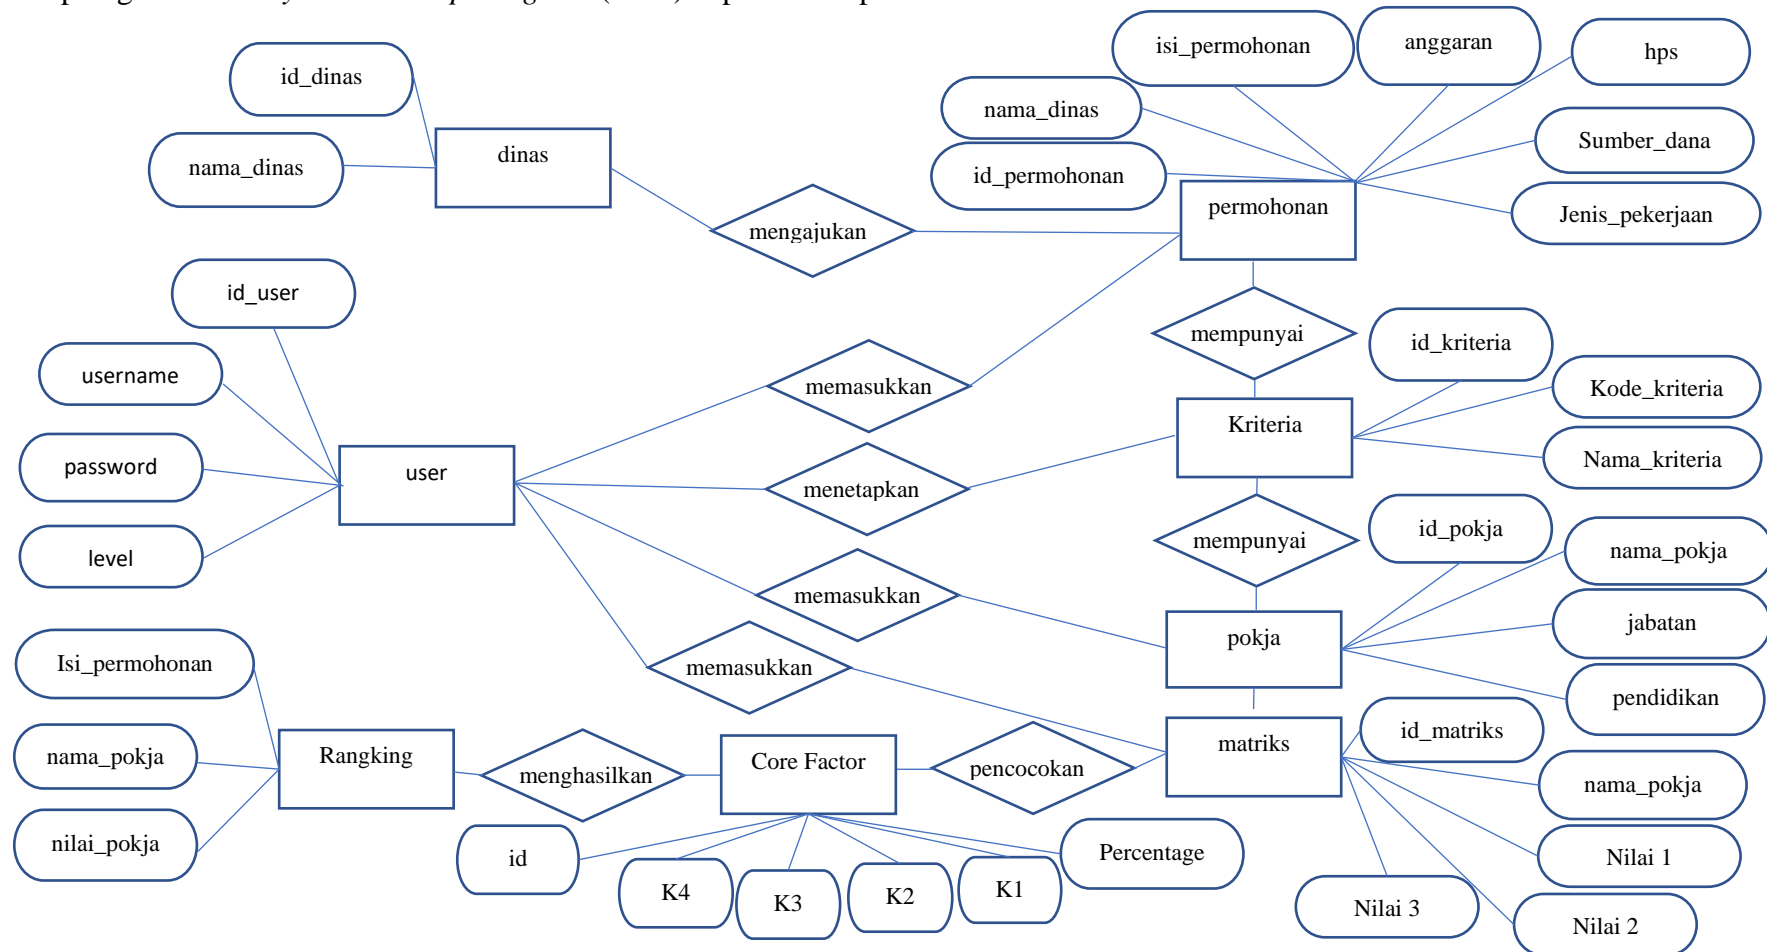 isi_permohonan
anggaran
hps
id_dinas
nama_dinas
Sumber_dana
dinas
nama_dinas
id_permohonan
permohonan
Jenis_pekerjaan
mengajukan
id_user
mempunyai
id_kriteria
username
memasukkan
Kode_kriteria
Kriteria
password
user
menetapkan
Nama_kriteria
id_pokja
mempunyai
nama_pokja
level
memasukkan
jabatan
pokja
Isi_permohonan
memasukkan
pendidikan
id_matriks
nama_pokja
Rangking
menghasilkan
Core Factor
pencocokan
matriks
nama_pokja
nilai_pokja
id
Percentage
Nilai 1
K4
K3
K2
K1
Nilai 3
Nilai 2